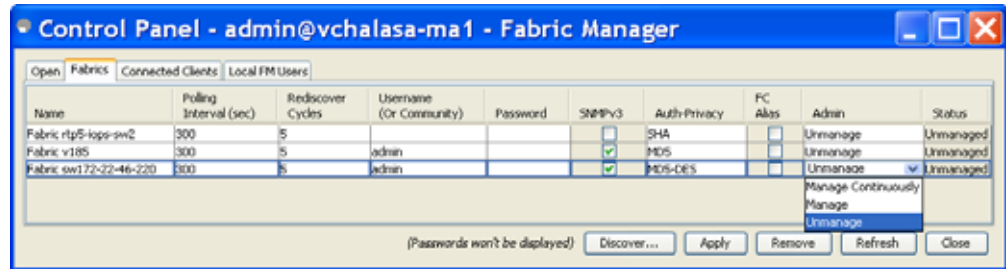 Control Panel - admin@vchalasa-ma1 - Fabric Manager
Open Fabrics Connected Clients Local FM Users
Name Polling Interval (sec) Rediscover Cycles Username (Or Community) Password SNMPv3 Auth-Privacy FC Alias Admin Status
Fabric rtp5-iops-sw2 300 5 SHA Unmanage Unmanaged
Fabric v185 300 5 admin MD5 Unmanage Unmanaged
Fabric sw172-22-46-220 300 5 admin MD5-DES Unmanage Unmanaged
Manage Continuously
Manage
Unmanage
(Passwords won't be displayed) Discover... Apply Remove Refresh Close